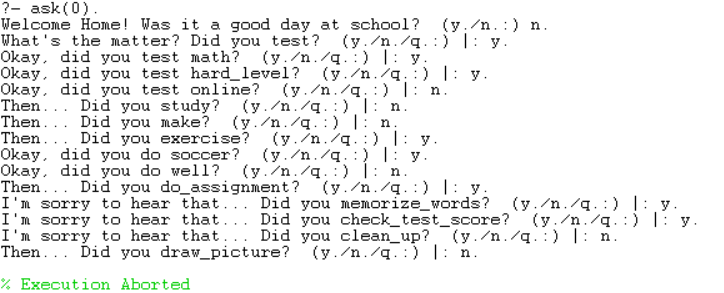 ?- ask(0).
Welcome Home! Was it a good day at school?  (y./n.:) n.
What's the matter? Did you test?  (y./n./q.:) |: y.
Okay, did you test math?  (y./n./q.:) |: y.
Okay, did you test hard_level?  (y./n./q.:) |: y.
Okay, did you test online?  (y./n./q.:) |: n.
Then... Did you study?  (y./n./q.:) |: n.
Then... Did you make?  (y./n./q.:) |: n.
Then... Did you exercise?  (y./n./q.:) |: y.
Okay, did you do soccer?  (y./n./q.:) |: y.
Okay, did you do well?  (y./n./q.:) |: n.
Then... Did you do_assignment?  (y./n./q.:) |: y.
I'm sorry to hear that... Did you memorize_words?  (y./n./q.:) |: y.
I'm sorry to hear that... Did you check_test_score?  (y./n./q.:) |: y.
I'm sorry to hear that... Did you clean_up?  (y./n./q.:) |: n.
Then... Did you draw_picture?  (y./n./q.:) |: n.
% Execution Aborted